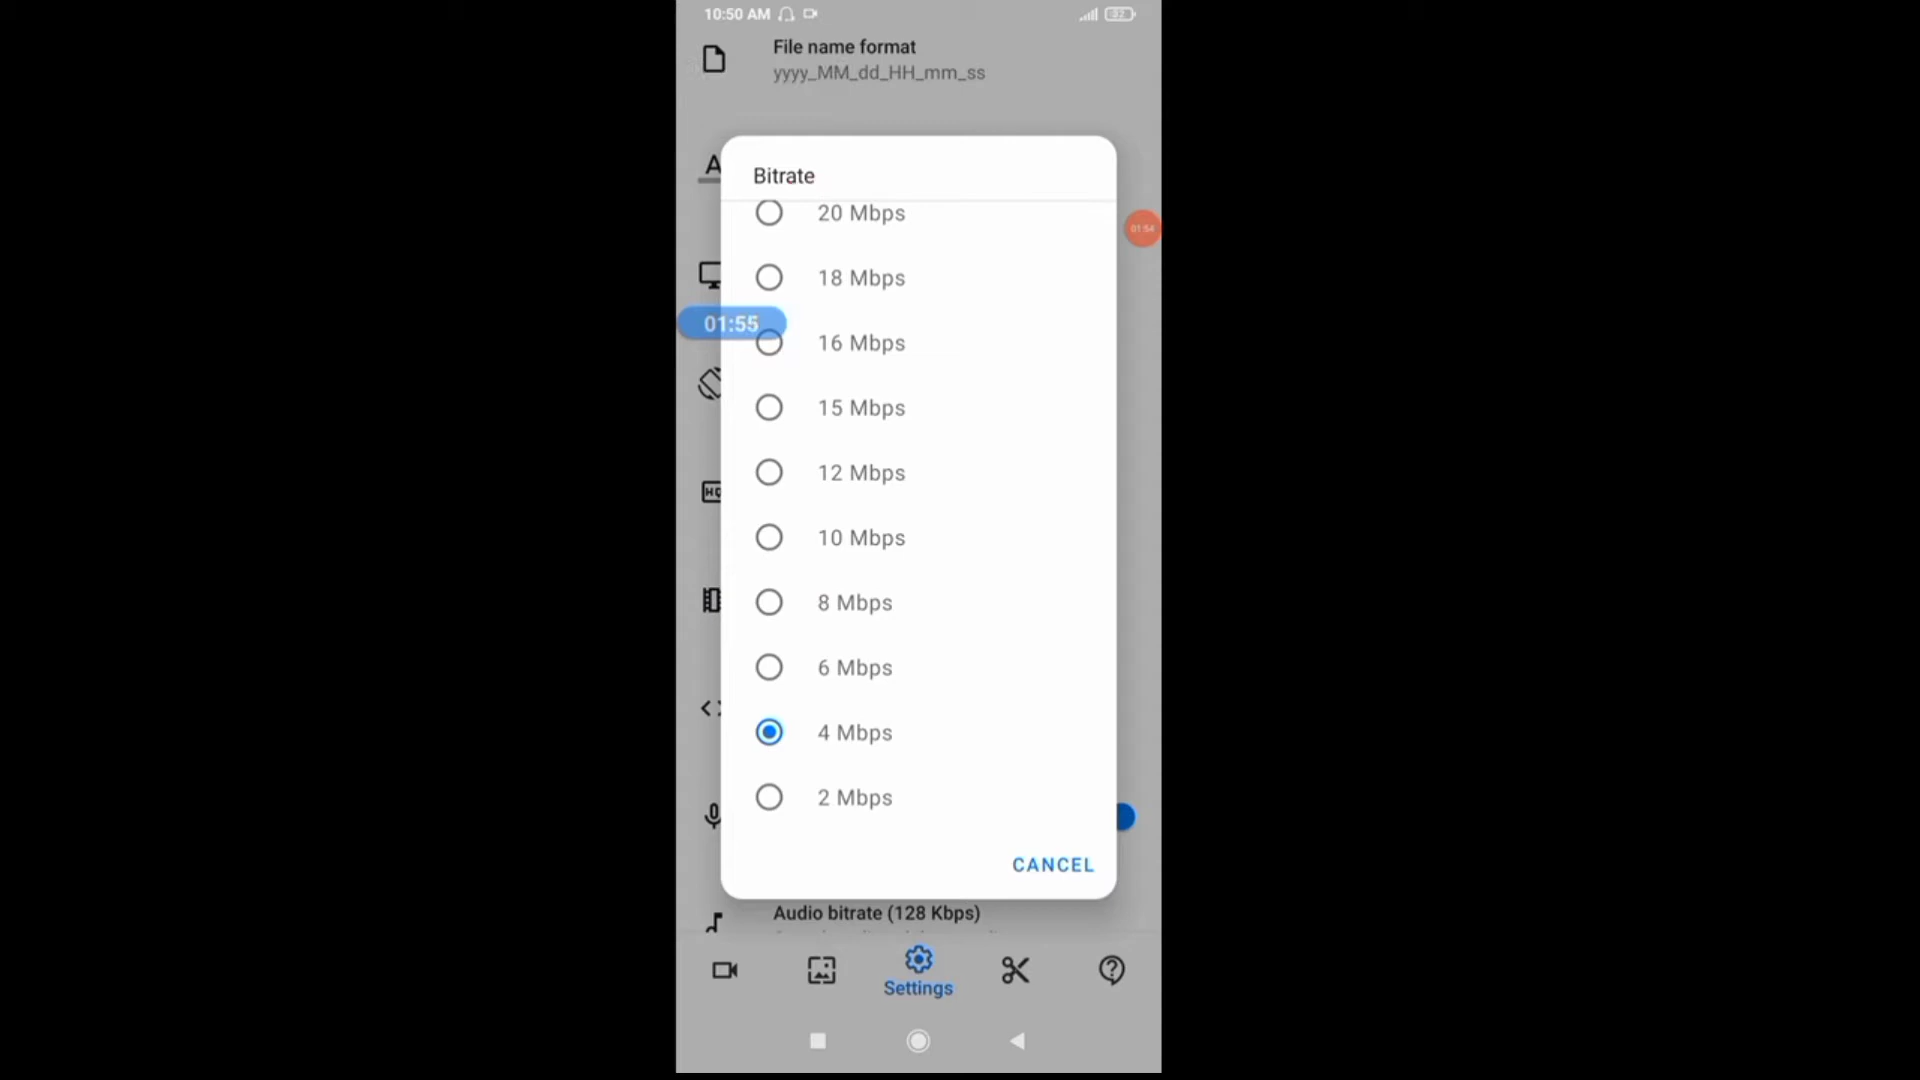 10:50 AM
32
File name format
yyyy_MM_dd_HH_mm_ss
A
Bitrate
20 Mbps
01:54
18 Mbps
01:55
16 Mbps
15 Mbps
12 Mbps
10 Mbps
HQ
8 Mbps
6 Mbps
4 Mbps
2 Mbps
CANCEL
Audio bitrate (128 Kbps)
Settings